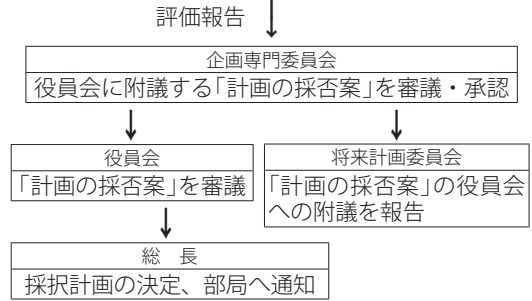 評価報告
企画専門委員会
役員会に附議する｢計画の採否案｣を審議・承認
役員会
｢計画の採否案｣を審議
将来計画委員会
｢計画の採否案｣の役員会
への附議を報告
総　長
採択計画の決定、部局へ通知